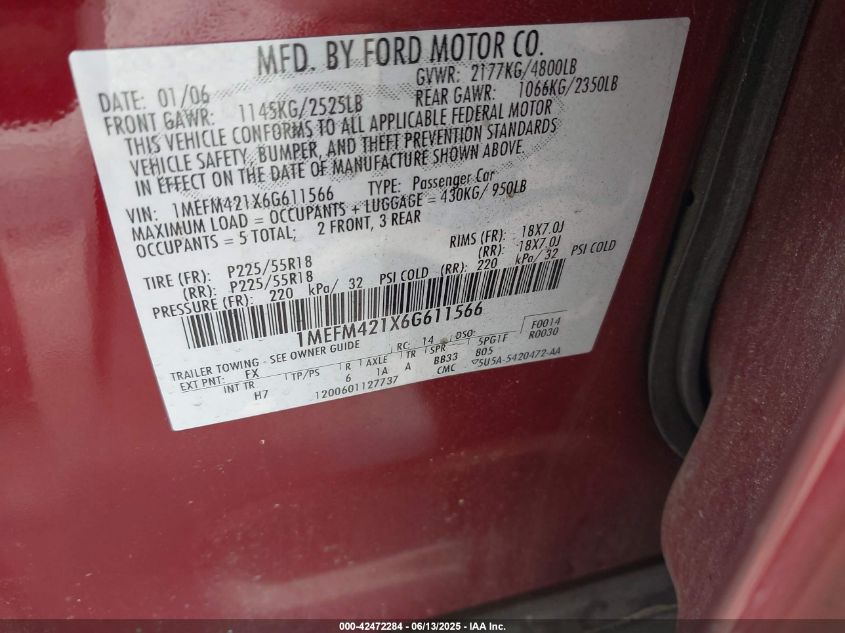 MFD. BY FORD MOTOR CO.
DATE: 01/06 GVWR: 2177KG/4800LB
FRONT GAWR: 1145KG/2525LB REAR GAWR: 1066KG/2350LB
THIS VEHICLE CONFORMS TO ALL APPLICABLE FEDERAL MOTOR
VEHICLE SAFETY, BUMPER, AND THEFT PREVENTION STANDARDS
IN EFFECT ON THE DATE OF MANUFACTURE SHOWN ABOVE.
VIN: 1MEFM421X6G611566 TYPE: Passenger Car
MAXIMUM LOAD = OCCUPANTS + LUGGAGE = 430KG/ 950LB
OCCUPANTS = 5 TOTAL; 2 FRONT, 3 REAR
TIRE (FR): P225/55R18 RIMS (FR): 18X7.0J
(RR): P225/55R18 (RR): 18X7.0J
PRESSURE (FR): 220 kPa/ 32 PSI COLD (RR): 220 kPa/ 32 PSI COLD
1MEFM421X6G611566
TRAILER TOWING - SEE OWNER GUIDE
EXT PNT: FX RC: 14 DSO: F0014
INT TR TP/PS R AXLE TR SPR 5PG1F R0030
H7 6 1A A BB33 805
1200601127737 CMC 5U5A-5420472-AA
000-42472284 - 06/13/2025 - IAA Inc.